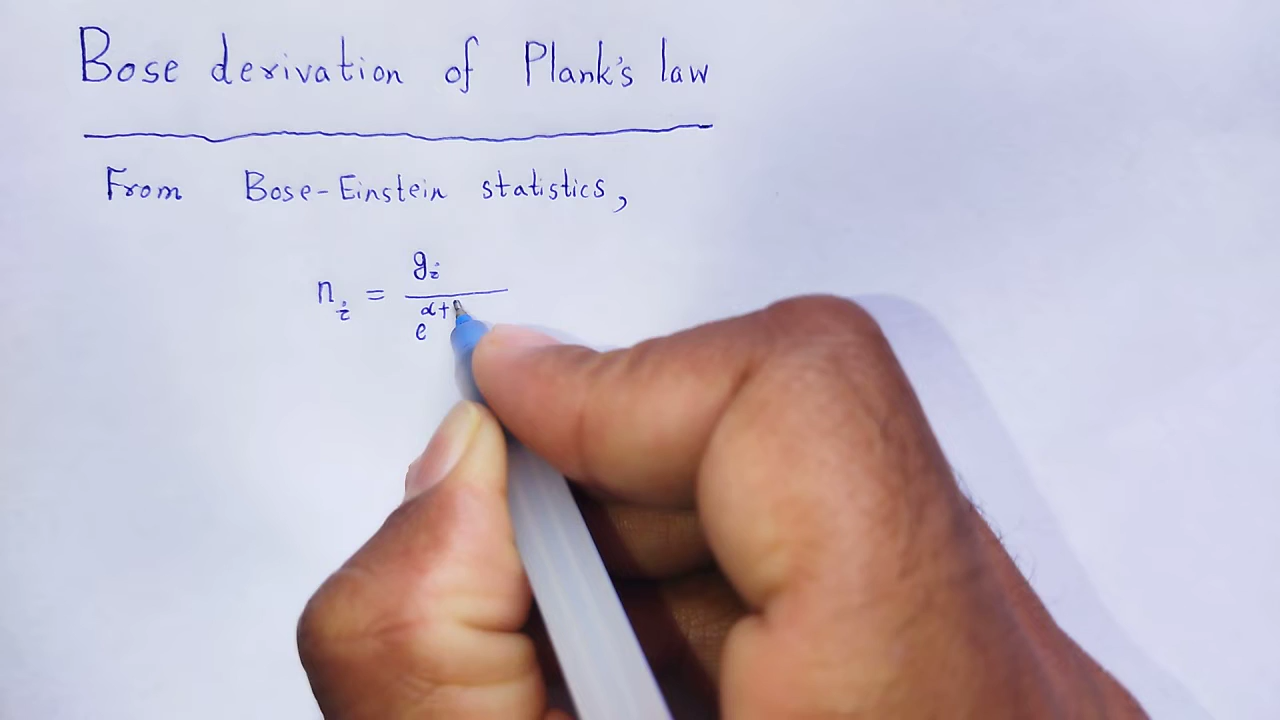 Bose derivation of Plank's law
From Bose-Einstein statistics,
nᵢ = gᵢ / e^α+